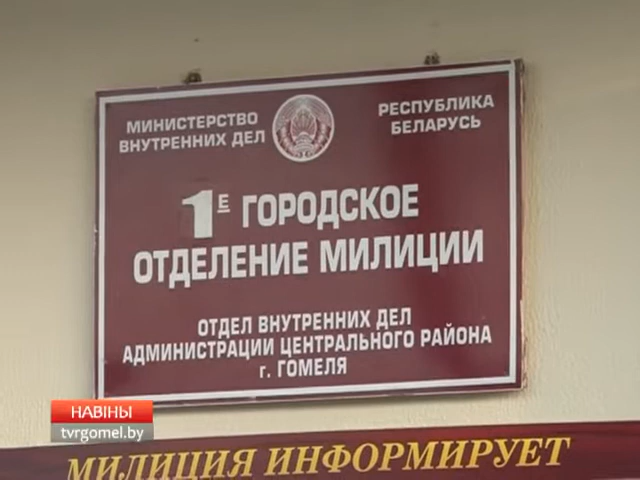 МИНИСТЕРСТВО
ВНУТРЕННИХ ДЕЛ
РЕСПУБЛИКА
БЕЛАРУСЬ
1Е ГОРОДСКОЕ
ОТДЕЛЕНИЕ МИЛИЦИИ
ОТДЕЛ ВНУТРЕННИХ ДЕЛ
АДМИНИСТРАЦИИ ЦЕНТРАЛЬНОГО РАЙОНА
г. ГОМЕЛЯ
НАВІНЫ
tvrgomel.by
МИЛИЦИЯ ИНФОРМИРУЕТ